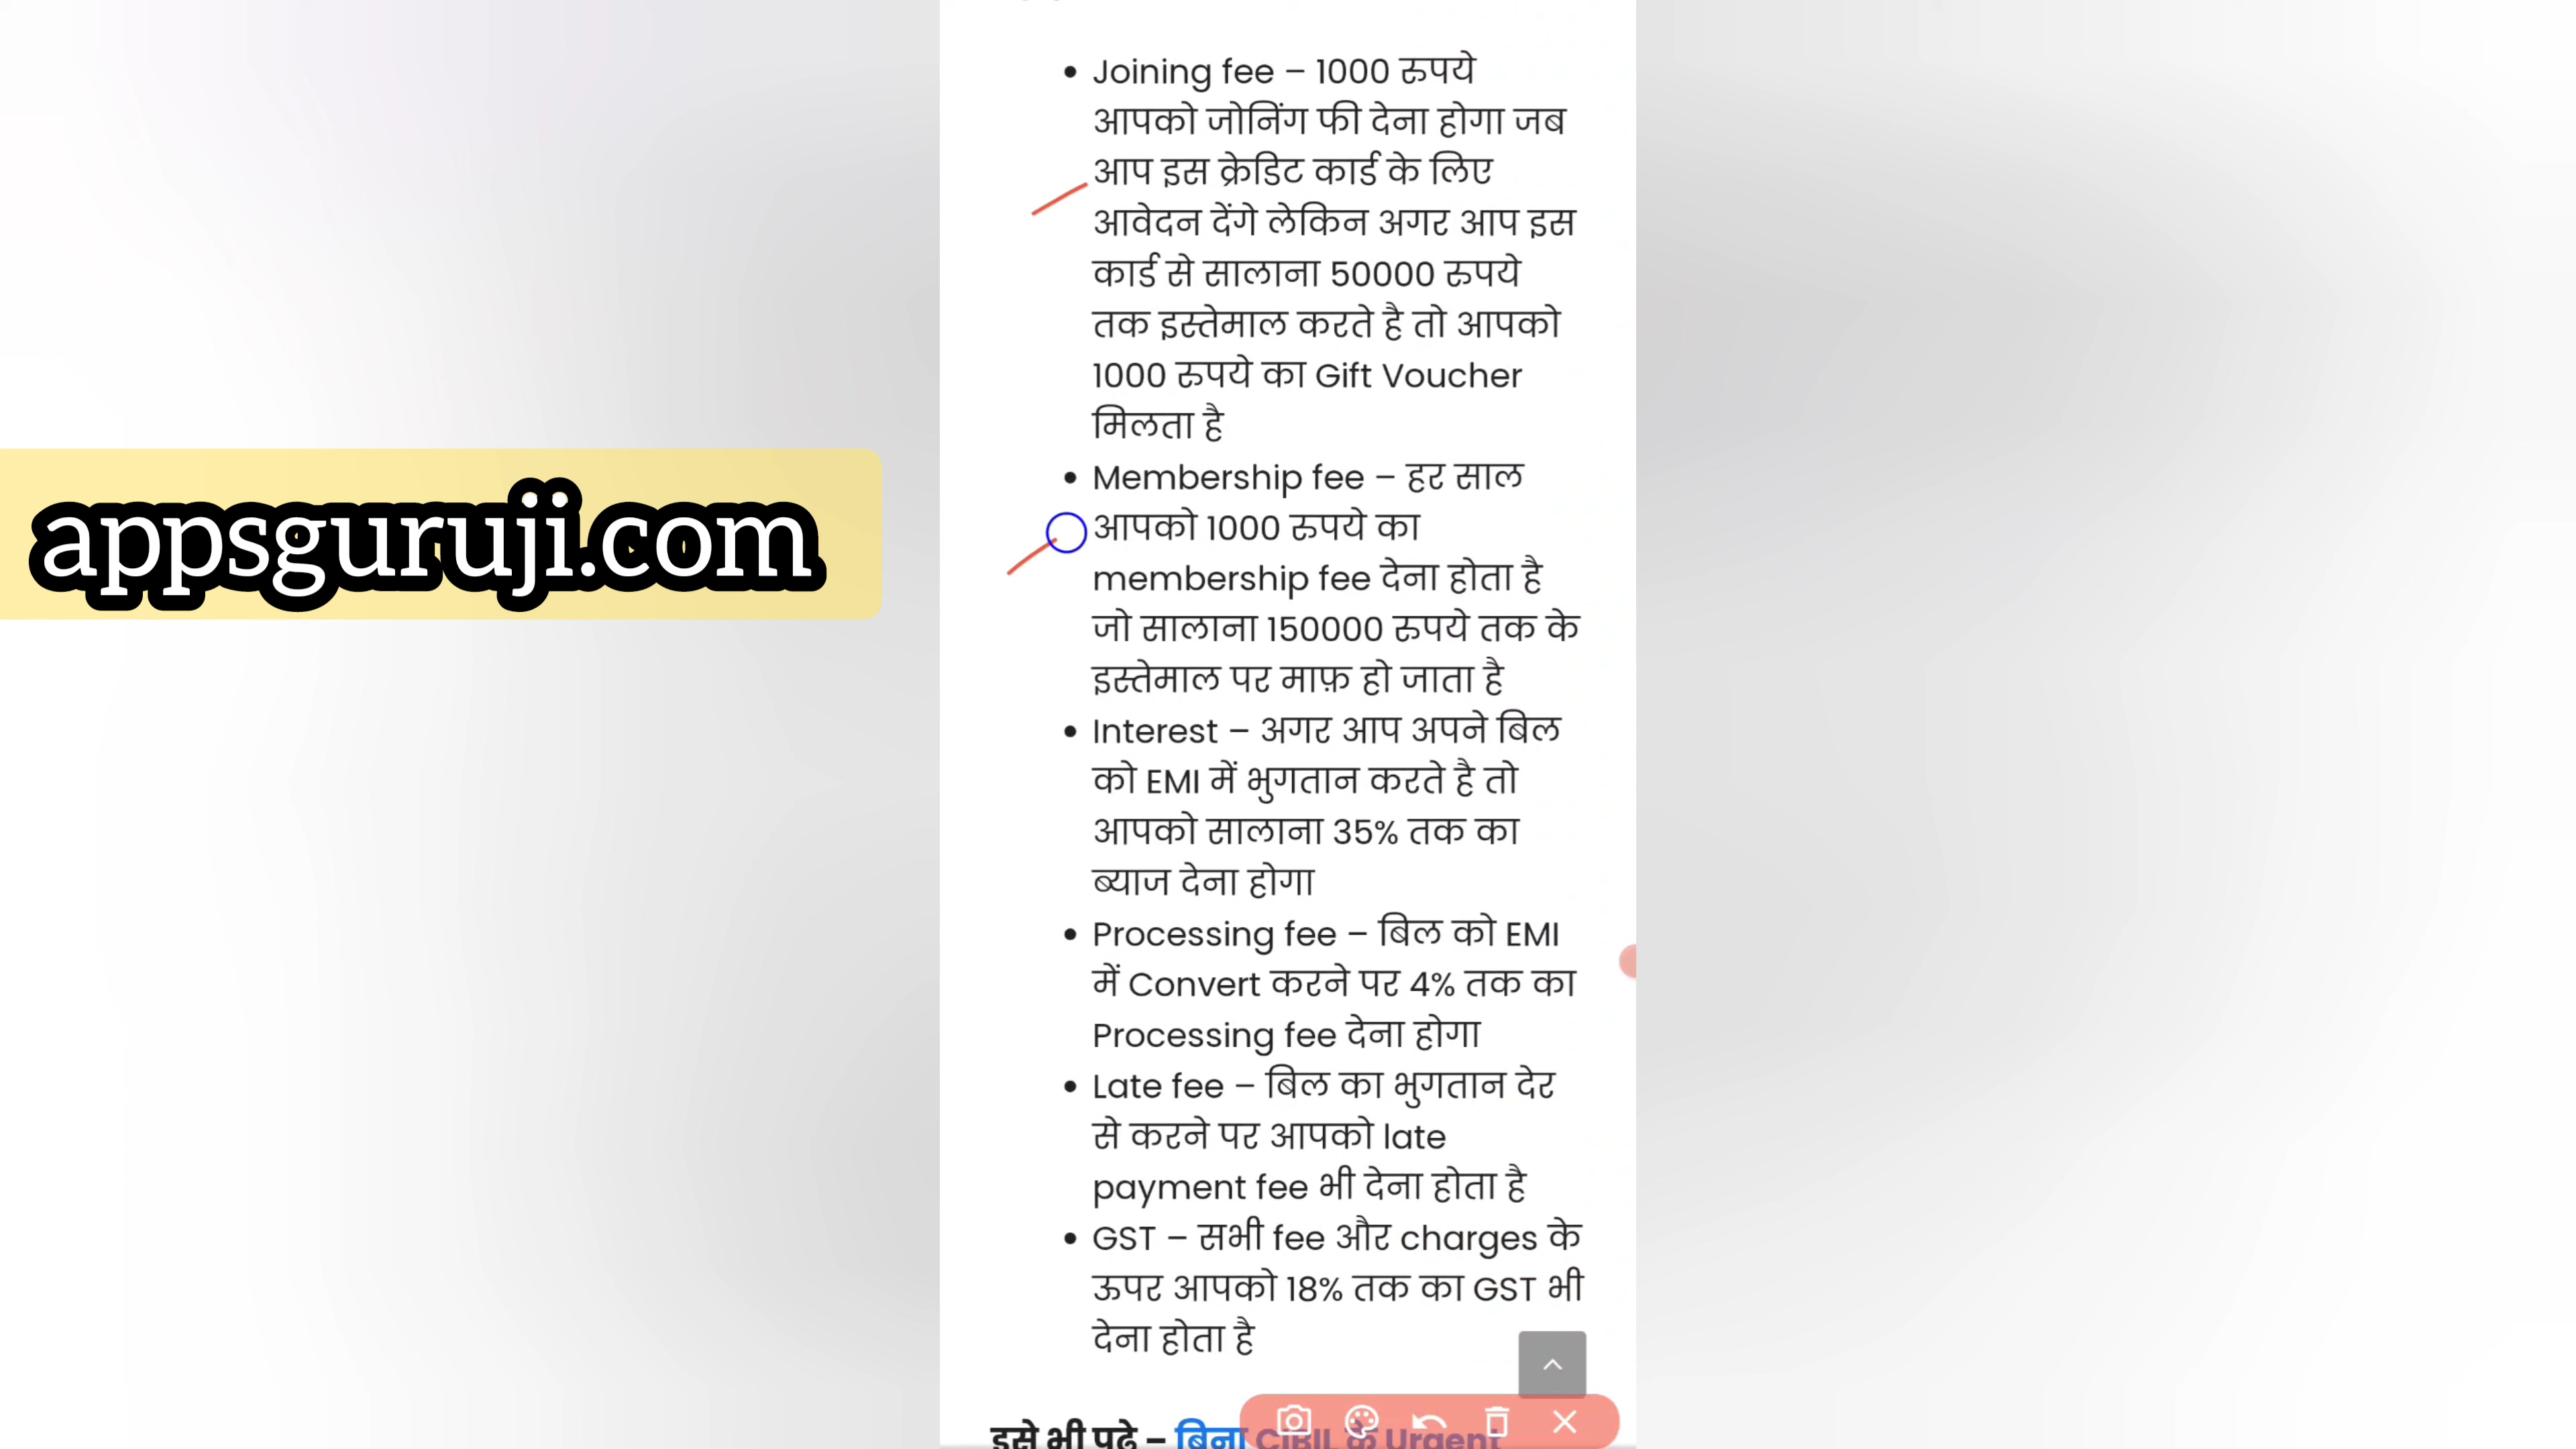 appsguruji.com
Joining fee – 1000 रुपये
आपको जोनिंग फी देना होगा जब
आप इस क्रेडिट कार्ड के लिए
आवेदन देंगे लेकिन अगर आप इस
कार्ड से सालाना 50000 रुपये
तक इस्तेमाल करते है तो आपको
1000 रुपये का Gift Voucher
मिलता है
Membership fee – हर साल
आपको 1000 रुपये का
membership fee देना होता है
जो सालाना 150000 रुपये तक के
इस्तेमाल पर माफ़ हो जाता है
Interest – अगर आप अपने बिल
को EMI में भुगतान करते है तो
आपको सालाना 35% तक का
ब्याज देना होगा
Processing fee – बिल को EMI
में Convert करने पर 4% तक का
Processing fee देना होगा
Late fee – बिल का भुगतान देर
से करने पर आपको late
payment fee भी देना होता है
GST – सभी fee और charges के
ऊपर आपको 18% तक का GST भी
देना होता है
इसे भी पढ़े – बिना CIBIL के Urgent